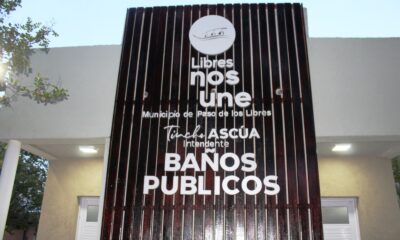 Libres
nos
une
Municipio de Paso de los Libres
Tincho ASCÚA
Intendente
BAÑOS
PUBLICOS